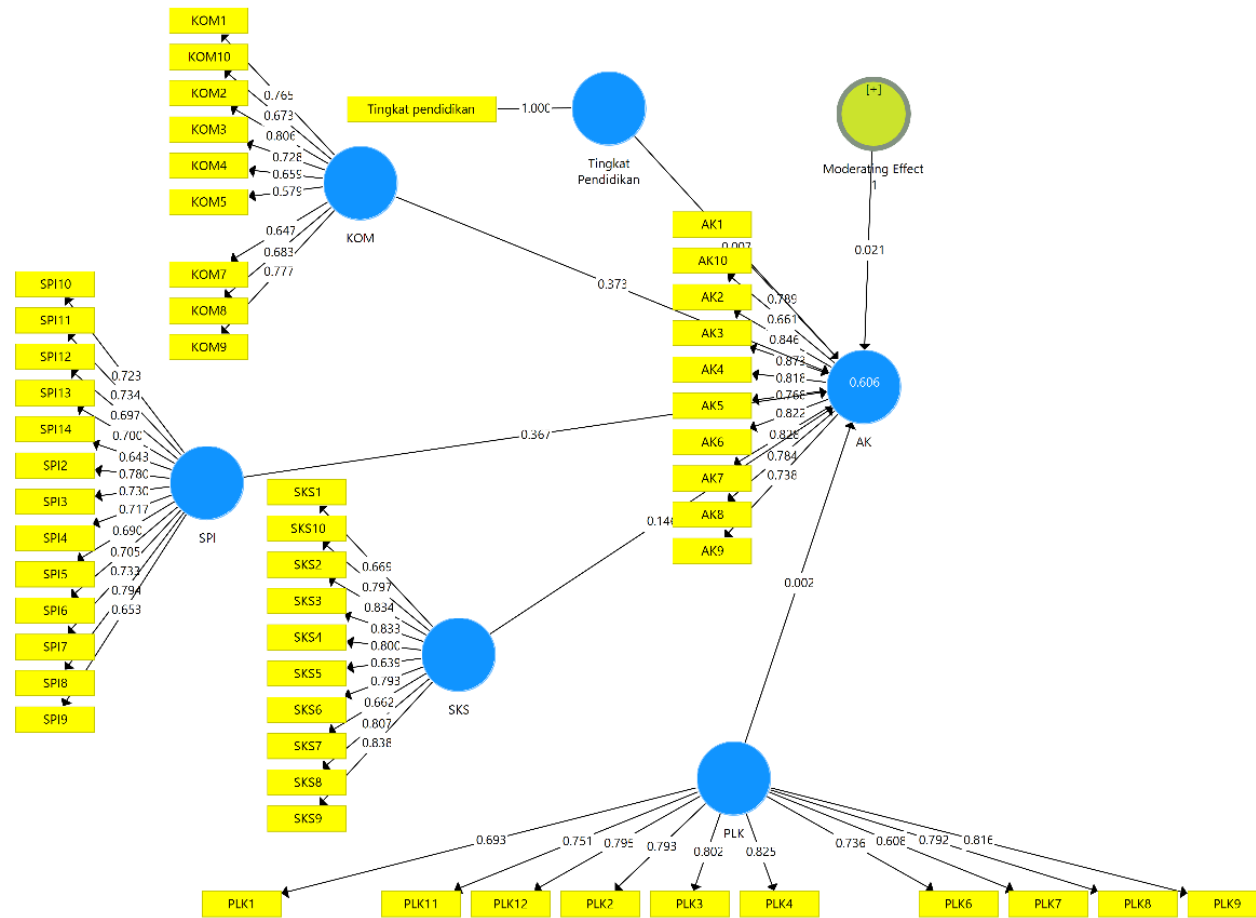 KOM1
KOM10
KOM2
KOM3
KOM4
KOM5
KOM7
KOM8
KOM9
0.765
0.673
0.806
0.728
0.659
0.579
0.647
0.683
0.777
KOM
Tingkat pendidikan
1.000
Tingkat
Pendidikan
[+]
Moderating Effect
1
0.021
0.007
0.373
0.367
0.146
0.002
AK1
AK10
AK2
AK3
AK4
AK5
AK6
AK7
AK8
AK9
0.789
0.661
0.846
0.873
0.818
0.768
0.822
0.828
0.784
0.738
0.606
AK
SPI10
SPI11
SPI12
SPI13
SPI14
SPI2
SPI3
SPI4
SPI5
SPI6
SPI7
SPI8
SPI9
0.723
0.734
0.697
0.700
0.643
0.780
0.730
0.717
0.690
0.705
0.733
0.794
0.653
SPI
SKS1
SKS10
SKS2
SKS3
SKS4
SKS5
SKS6
SKS7
SKS8
SKS9
0.669
0.797
0.834
0.833
0.800
0.639
0.793
0.662
0.807
0.838
SKS
PLK
0.693
0.751
0.795
0.793
0.802
0.825
0.736
0.608
0.792
0.816
PLK1
PLK11
PLK12
PLK2
PLK3
PLK4
PLK6
PLK7
PLK8
PLK9